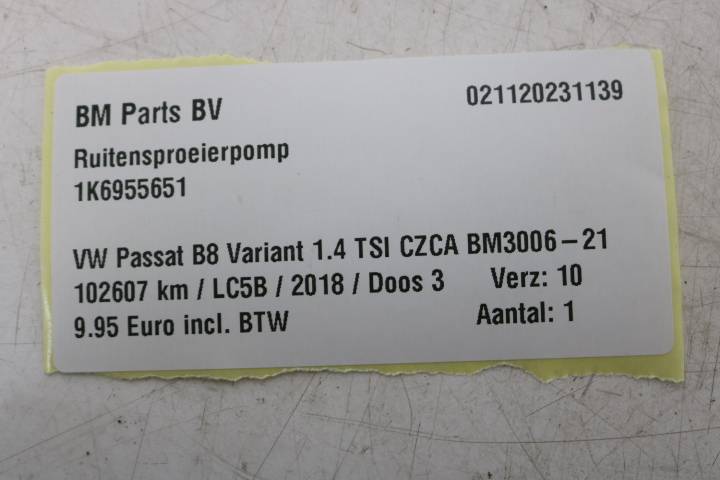 BM Parts BV 021120231139
Ruitensproeierpomp
1K6955651
VW Passat B8 Variant 1.4 TSI CZCA BM3006-21
102607 km / LC5B / 2018 / Doos 3 Verz: 10
9.95 Euro incl. BTW Aantal: 1